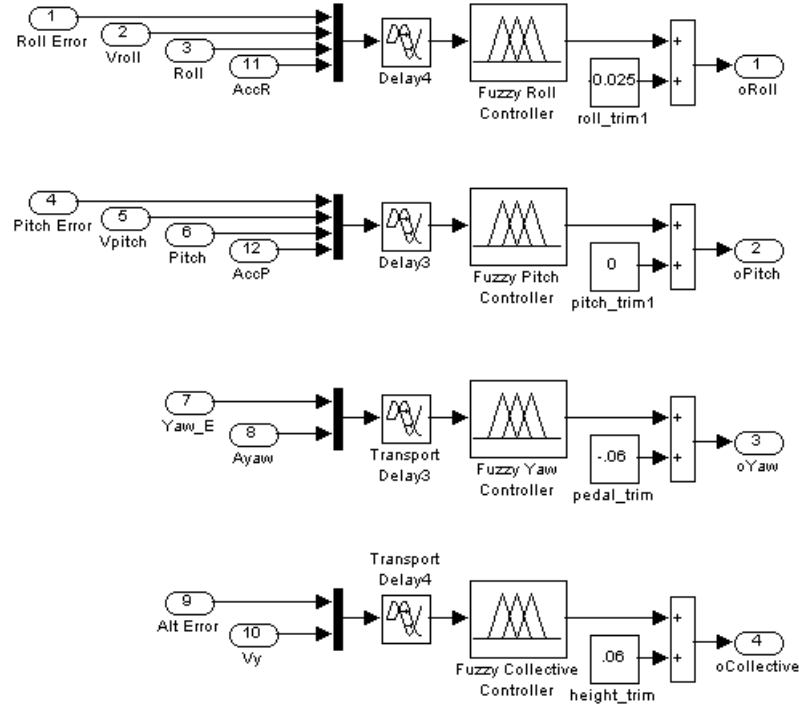 1
Roll Error
2
Vroll
3
Roll
11
AccR
Delay4
Fuzzy Roll
Controller
-0.025
roll_trim1
+
+
1
oRoll
4
Pitch Error
5
Vpitch
6
Pitch
12
AccP
Delay3
Fuzzy Pitch
Controller
0
pitch_trim1
+
+
2
oPitch
7
Yaw_E
8
Ayaw
Transport
Delay3
Fuzzy Yaw
Controller
-.06
pedal_trim
+
+
3
oYaw
9
Alt Error
10
Vy
Transport
Delay4
Fuzzy Collective
Controller
.06
height_trim
+
+
4
oCollective